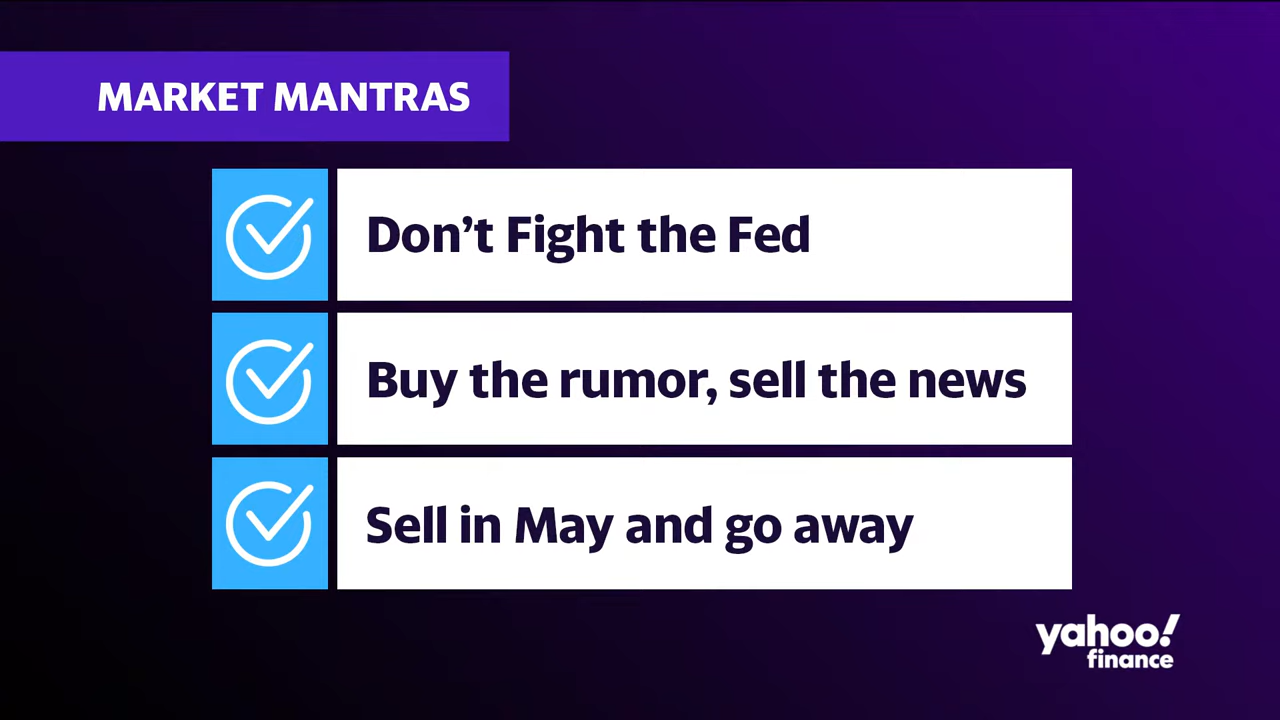 MARKET MANTRAS
Don’t Fight the Fed
Buy the rumor, sell the news
Sell in May and go away
yahoo!
finance